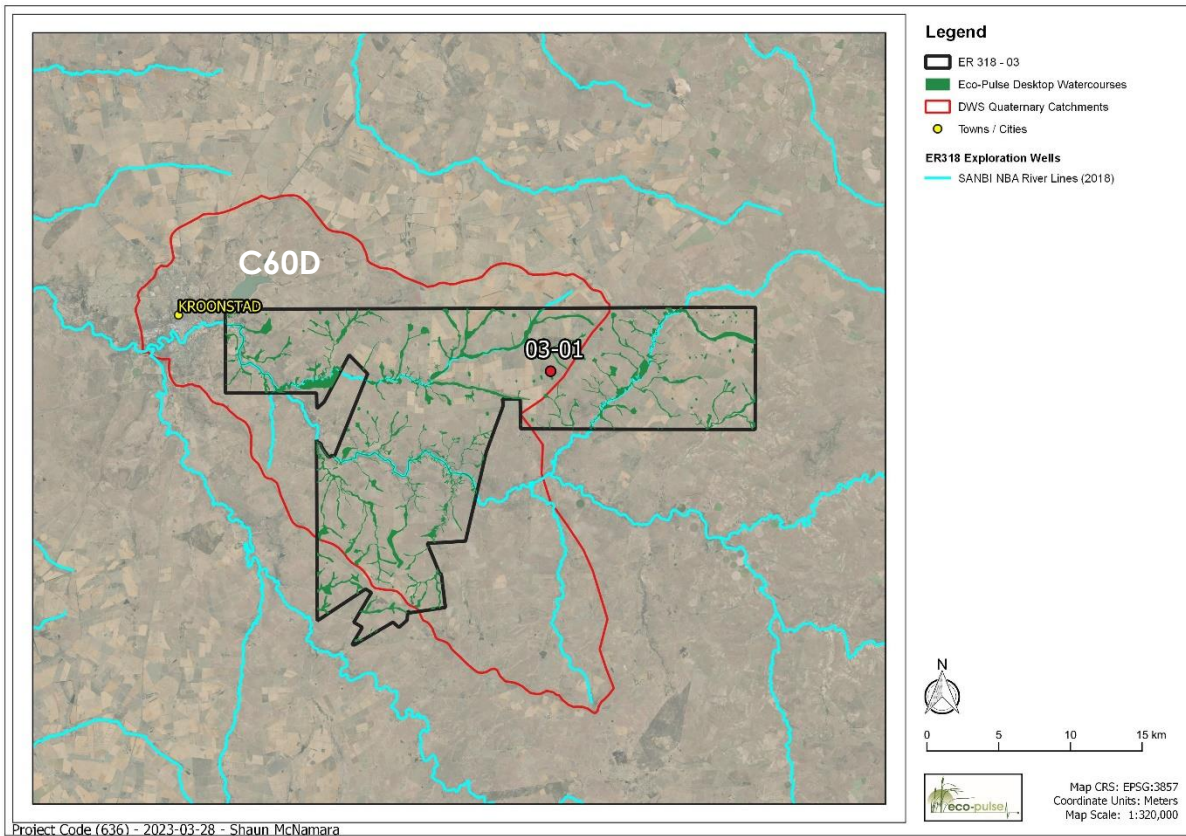 C60D
KROONSTAD
03-01
Legend
ER 318 - 03
Eco-Pulse Desktop Watercourses
DWS Quaternary Catchments
Towns / Cities
ER318 Exploration Wells
SANBI NBA River Lines (2018)
N
0 5 10 15 km
eco-pulse
Map CRS: EPSG:3857
Coordinate Units: Meters
Map Scale: 1:320,000
Project Code (636) - 2023-03-28 - Shaun McNamara